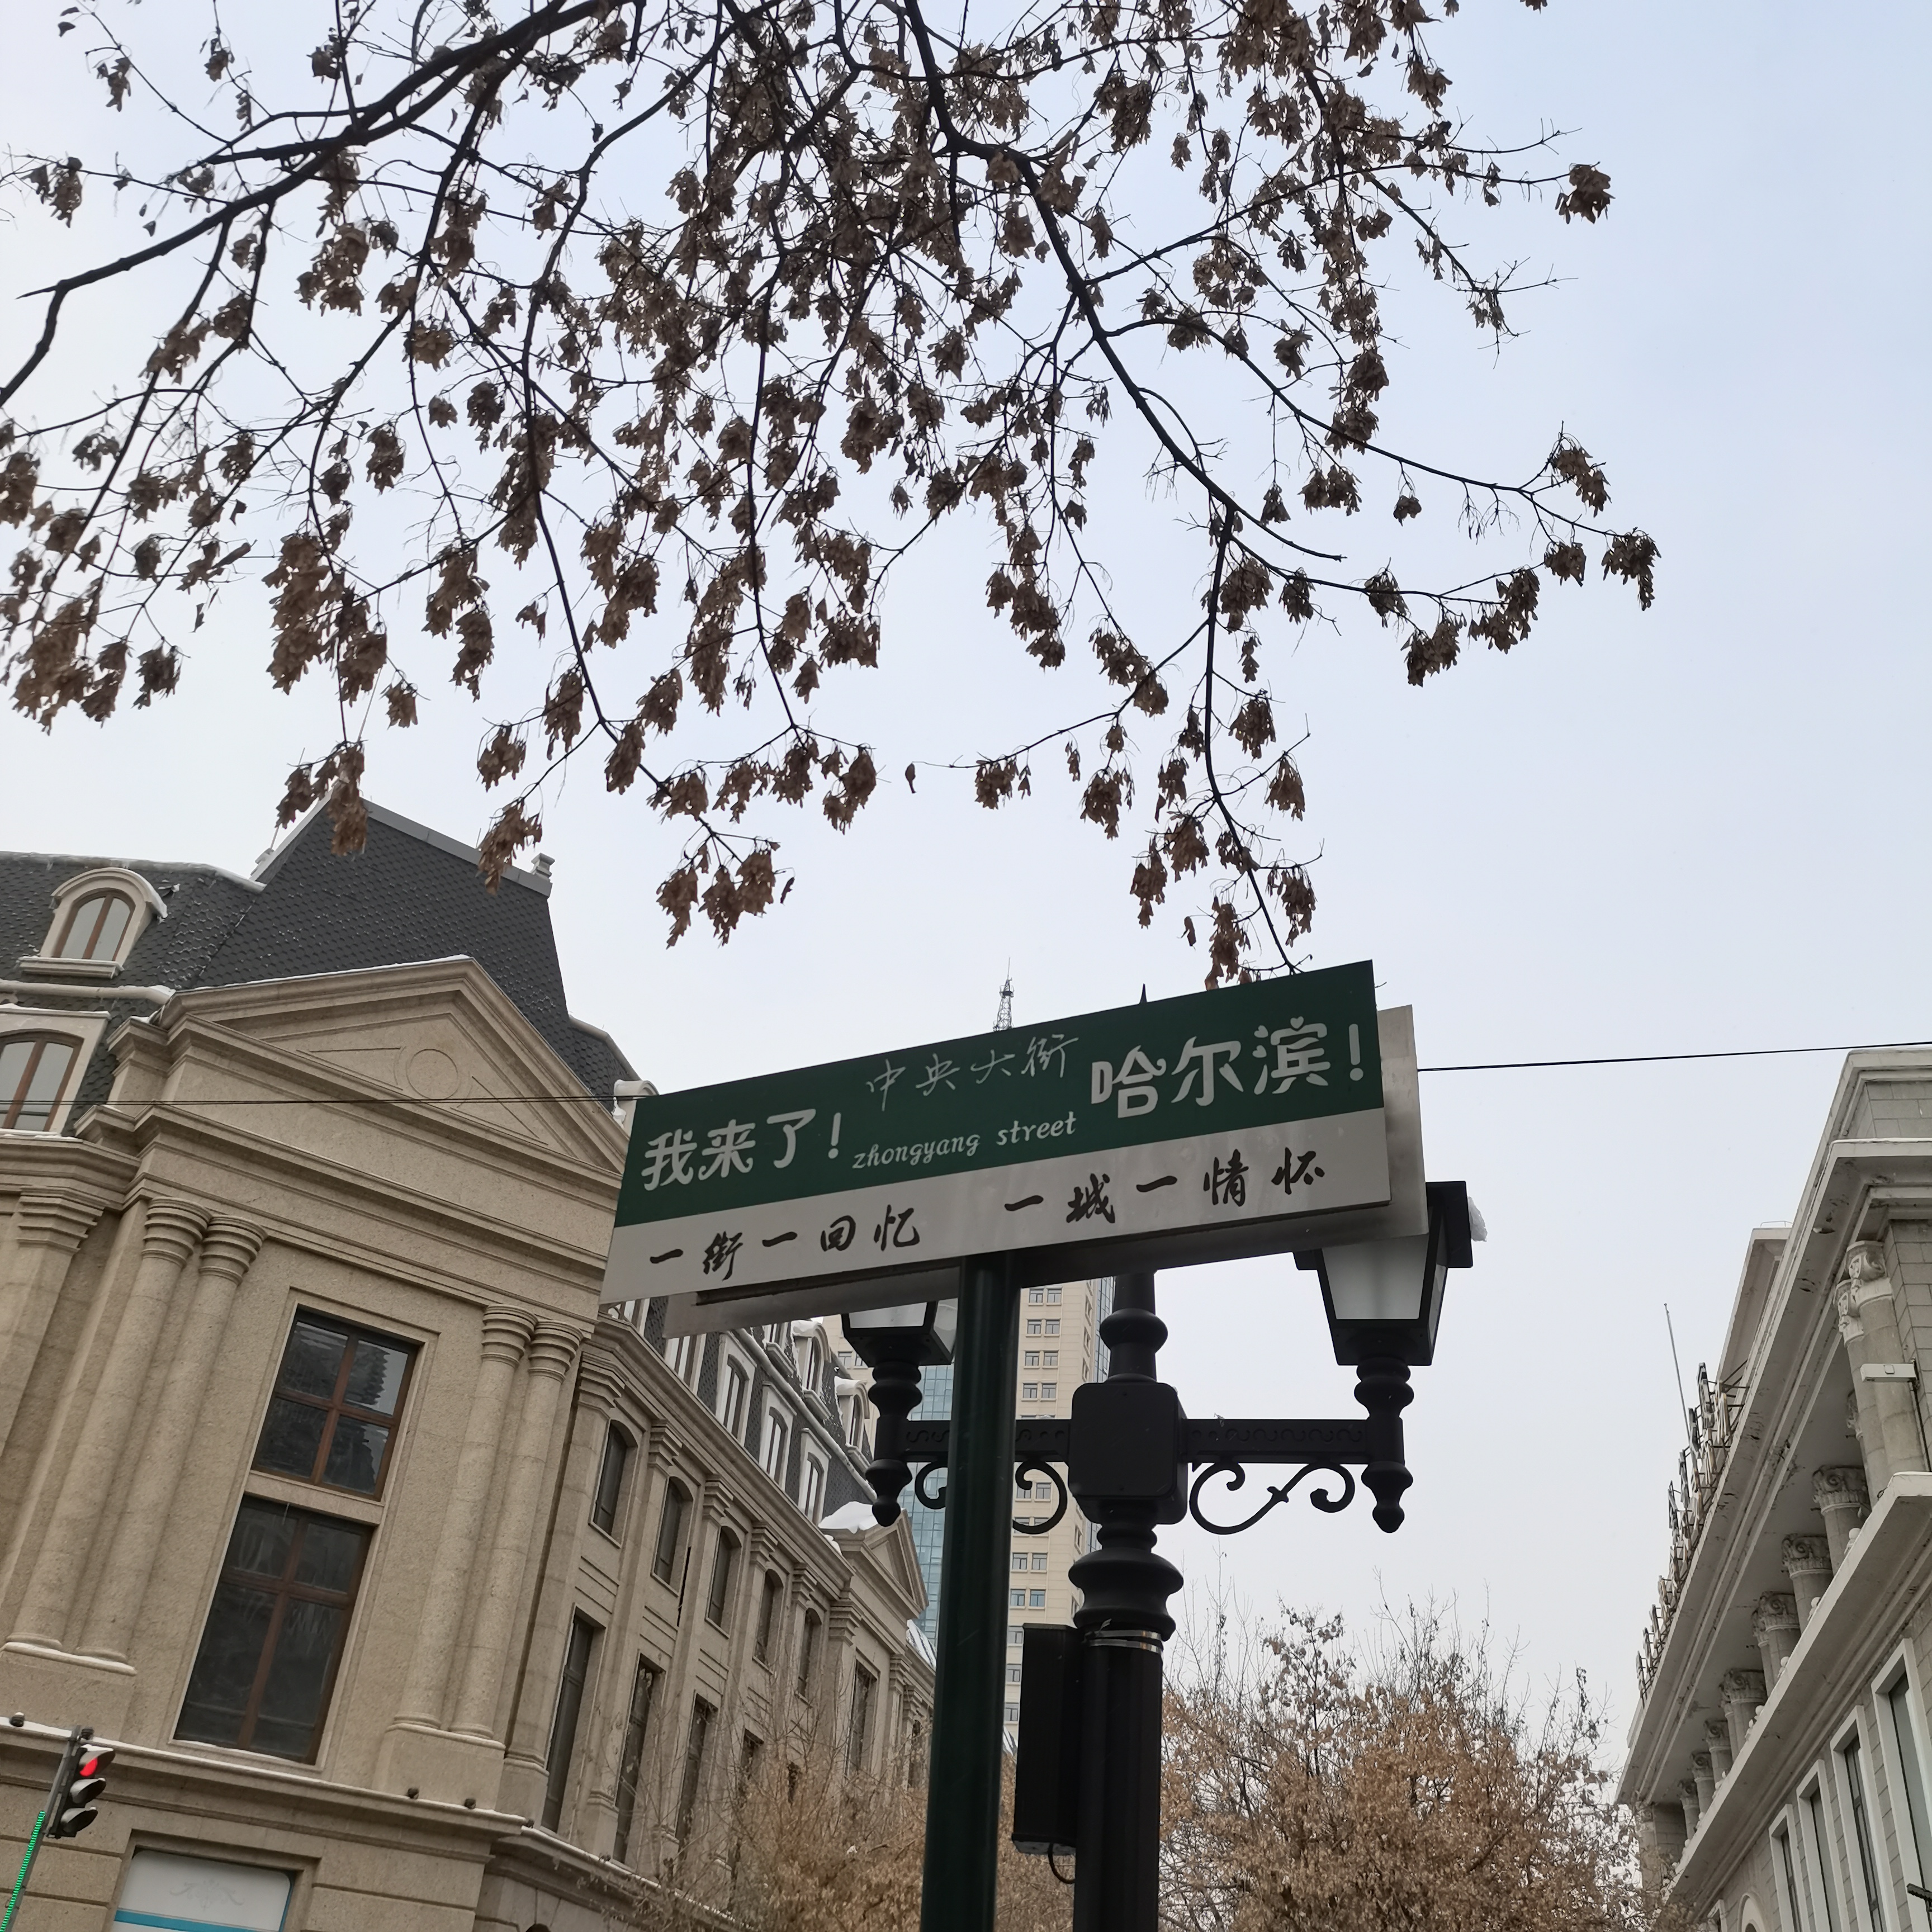 我来了! 中央大街 哈尔滨!
zhongyang street
一街一回忆 一城一情怀